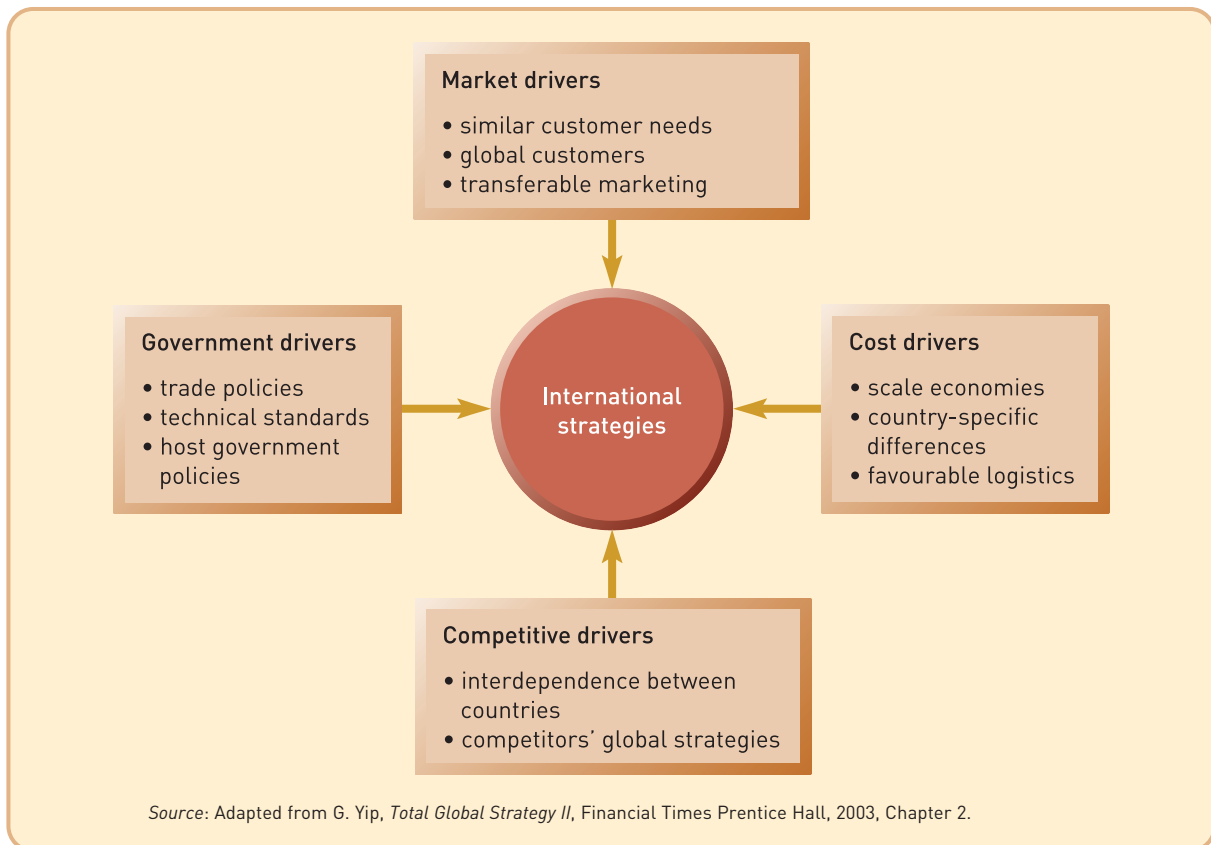 Market drivers
• similar customer needs
• global customers
• transferable marketing
Government drivers
• trade policies
• technical standards
• host government
policies
International
strategies
Cost drivers
• scale economies
• country-specific
differences
• favourable logistics
Competitive drivers
• interdependence between
countries
• competitors’ global strategies
Source: Adapted from G. Yip, Total Global Strategy II, Financial Times Prentice Hall, 2003, Chapter 2.